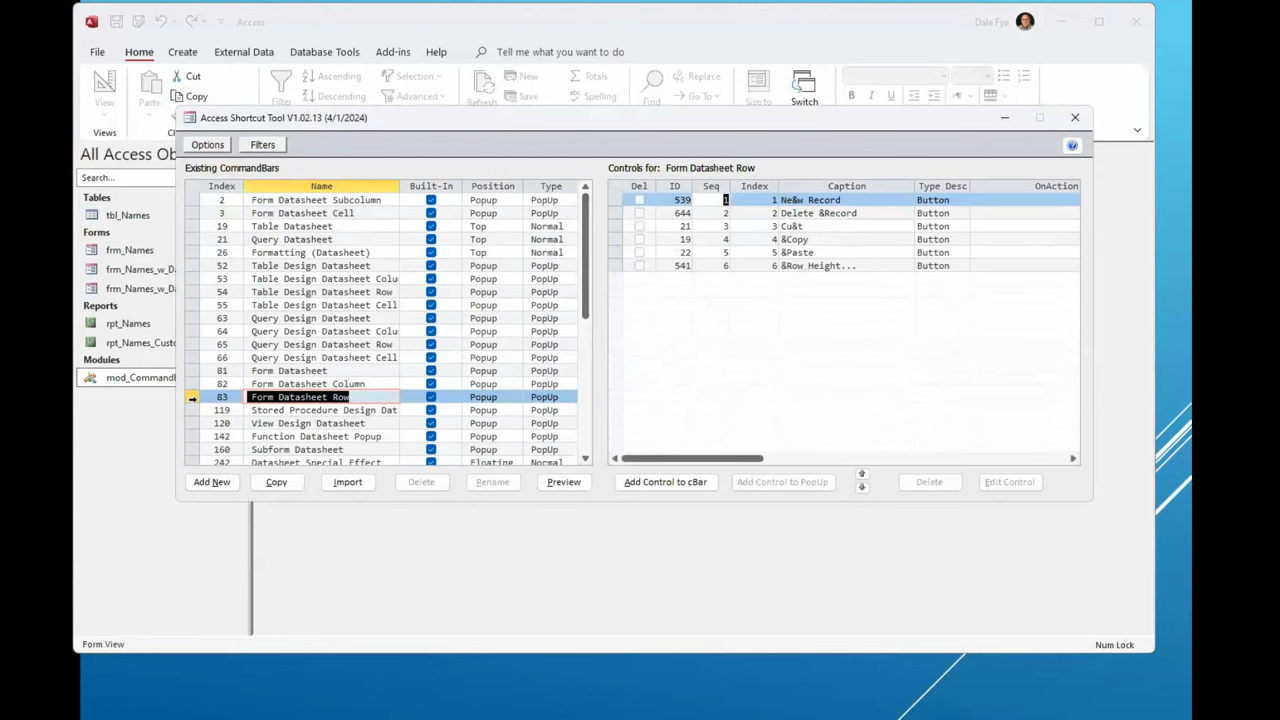 Access
Dale Fye
File Home Create External Data Database Tools Add-ins Help Tell me what you want to do
View
Views
Paste
Cut
Copy
Filter
Ascending
Descending
Selection
Advanced
Refresh
New
Save
Totals
Spelling
Find
Replace
Go To
Size to
Switch
B I U
All Access Ob
Search...
Tables
tbl_Names
Forms
frm_Names
frm_Names_w_Da
frm_Names_w_Da
Reports
rpt_Names
rpt_Names_Custo
Modules
mod_CommandB
Access Shortcut Tool V1.02.13 (4/1/2024)
Options Filters
Existing CommandBars
Index Name Built-In Position Type
2 Form Datasheet Subcolumn Popup PopUp
3 Form Datasheet Cell Popup PopUp
19 Table Datasheet Top Normal
21 Query Datasheet Top Normal
26 Formatting (Datasheet) Top Normal
52 Table Design Datasheet Popup PopUp
53 Table Design Datasheet Colu Popup PopUp
54 Table Design Datasheet Row Popup PopUp
55 Table Design Datasheet Cell Popup PopUp
63 Query Design Datasheet Popup PopUp
64 Query Design Datasheet Colu Popup PopUp
65 Query Design Datasheet Row Popup PopUp
66 Query Design Datasheet Cell Popup PopUp
81 Form Datasheet Popup PopUp
82 Form Datasheet Column Popup PopUp
83 Form Datasheet Row Popup PopUp
119 Stored Procedure Design Dat Popup PopUp
120 View Design Datasheet Popup PopUp
142 Function Datasheet Popup Popup PopUp
160 Subform Datasheet Popup PopUp
242 Datasheet Special Effect Floating Normal
Add New Copy Import Delete Rename Preview
Controls for: Form Datasheet Row
Del ID Seq Index Caption Type Desc OnAction
539 1 1 Ne&w Record Button
644 2 2 Delete &Record Button
21 3 3 Cu&t Button
19 4 4 &Copy Button
22 5 5 &Paste Button
541 6 6 &Row Height... Button
Add Control to cBar Add Control to PopUp Delete Edit Control
Form View
Num Lock